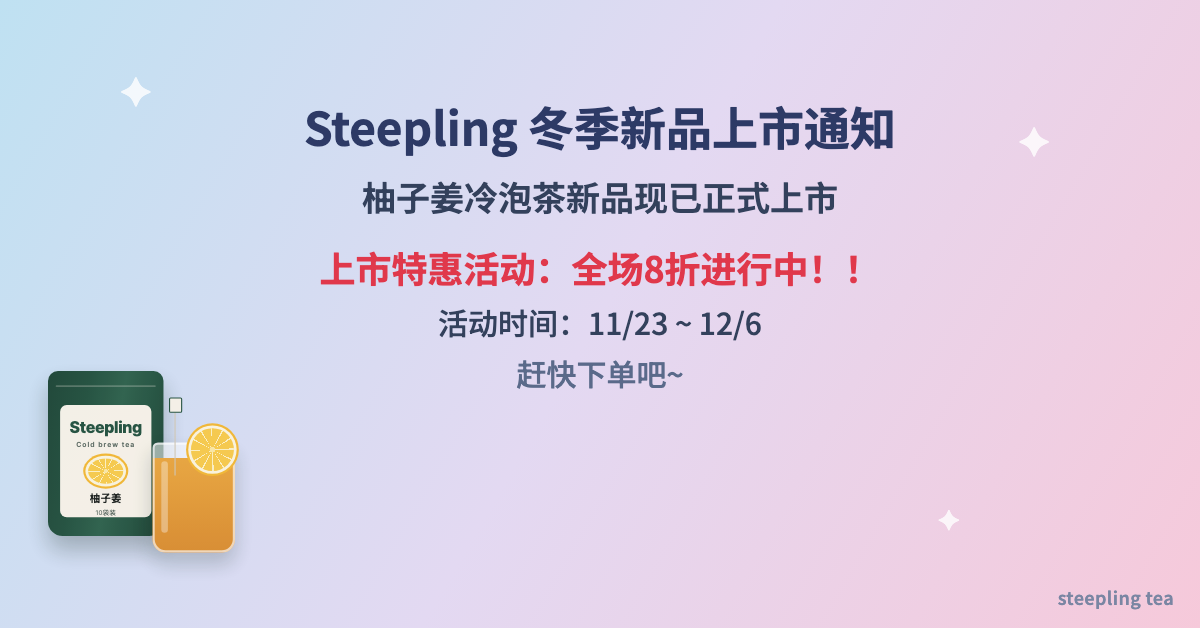 Steepling 冬季新品上市通知
柚子姜冷泡茶新品现已正式上市
上市特惠活动：全场8折进行中！！
活动时间：11/23 ~ 12/6
赶快下单吧~
Steepling
Cold brew tea
柚子姜
10袋装
steepling tea